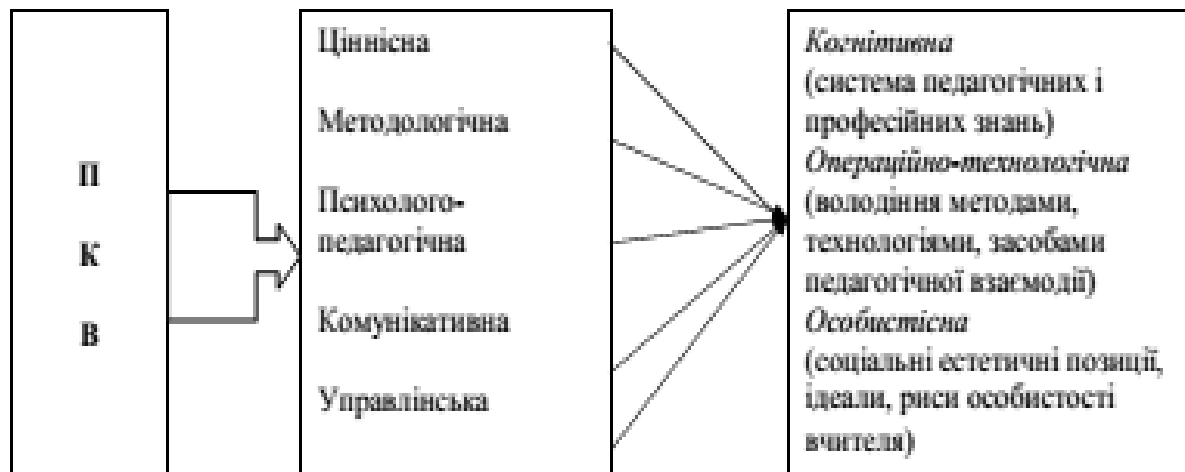 П
К
В
Ціннісна
Методологічна
Психолого-
педагогічна
Комунікативна
Управлінська
Когнітивна
(система педагогічних і
професійних знань)
Операційно-технологічна
(володіння методами,
технологіями, засобами
педагогічної взаємодії)
Особистісна
(соціальні естетичні позиції,
ідеали, риси особистості
вчителя)